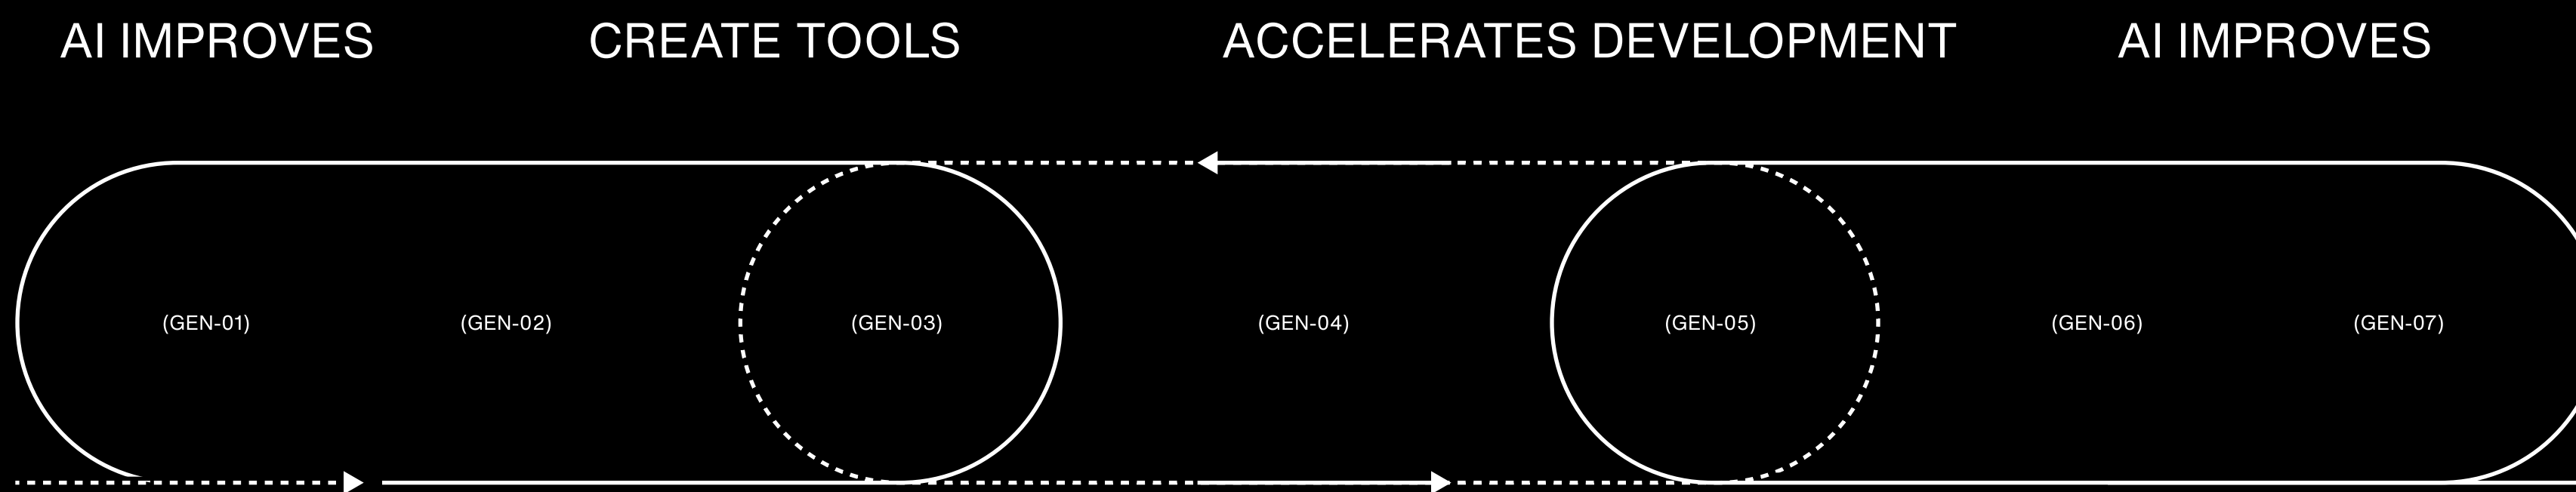 AI IMPROVES CREATE TOOLS ACCELERATES DEVELOPMENT AI IMPROVES
(GEN-01) (GEN-02) (GEN-03) (GEN-04) (GEN-05) (GEN-06) (GEN-07)